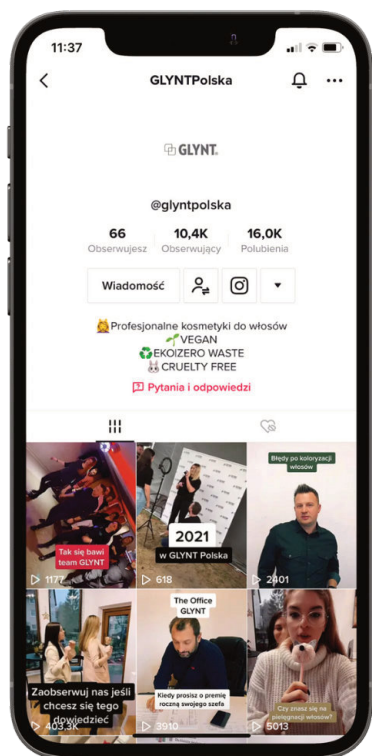 11:37
GLYNTPolska
GLYNT.
@glyntpolska
66 10,4K 16,0K
Obserwujesz Obserwujący Polubienia
Wiadomość
Profesjonalne kosmetyki do włosów
VEGAN
EKOIZERO WASTE
CRUELTY FREE
Pytania i odpowiedzi
Tak się bawi
team GLYNT
1177
2021
w GLYNT Polska
618
Błędy po koloryzacji
włosów
2401
Zaobserwuj nas jeśli
chcesz się tego
dowiedzieć
403.3K
The Office
GLYNT
Kiedy prosisz o premię
roczną swojego szefa
3910
Czy znasz się na
pielęgnacji włosów?
5013